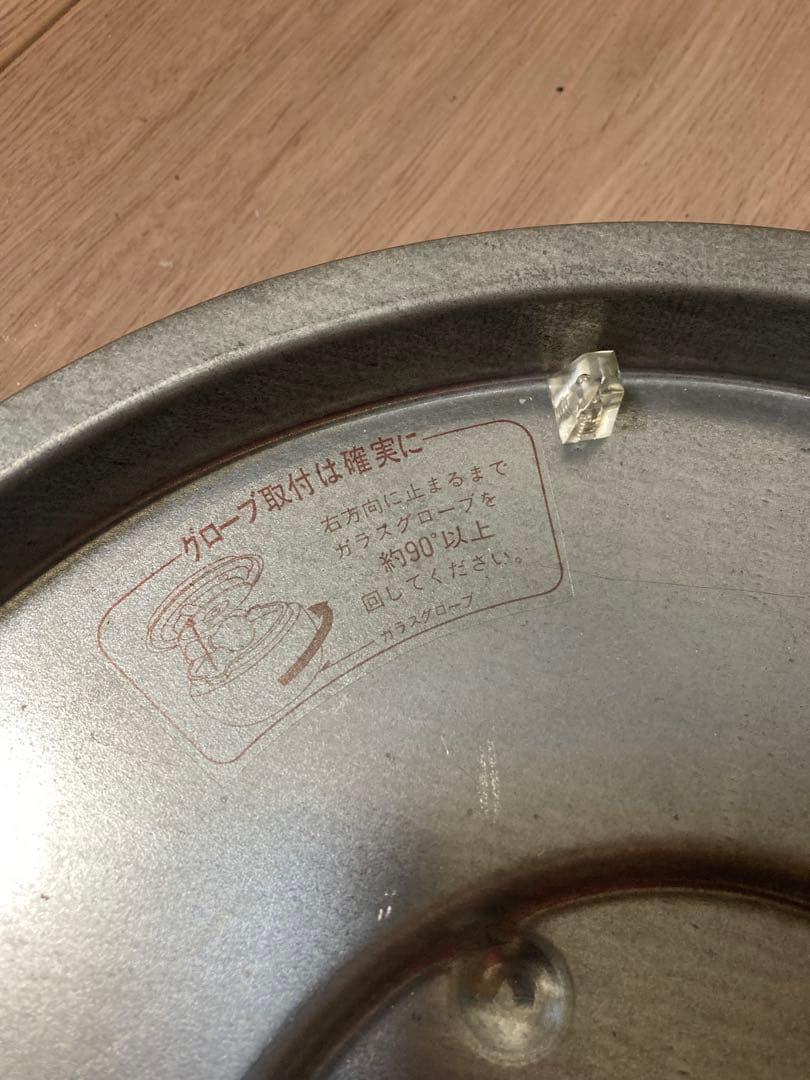 グローブ取付は確実に
右方向に止まるまで
ガラスグローブを
約90°以上
回してください。
ガラスグローブ